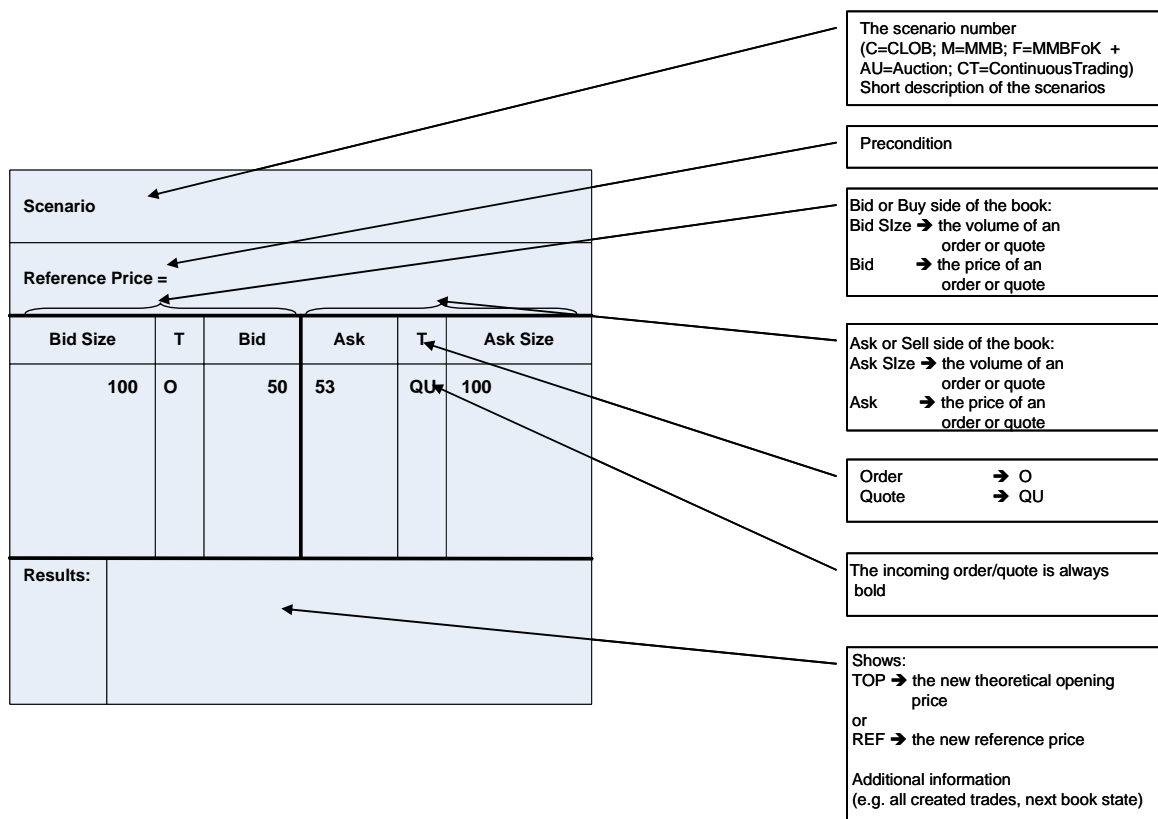 The scenario number
(C=CLOB; M=MMB; F=MMBFoK +
AU=Auction; CT=ContinuousTrading)
Short description of the scenarios
Precondition
Scenario
Bid or Buy side of the book:
Bid SIze ➔ the volume of an
order or quote
Bid ➔ the price of an
order or quote
Reference Price =
Bid Size T Bid Ask T Ask Size
100 O 50 53 QU 100
Ask or Sell side of the book:
Ask SIze ➔ the volume of an
order or quote
Ask ➔ the price of an
order or quote
Order ➔ O
Quote ➔ QU
The incoming order/quote is always
bold
Results:
Shows:
TOP ➔ the new theoretical opening
price
or
REF ➔ the new reference price
Additional information
(e.g. all created trades, next book state)